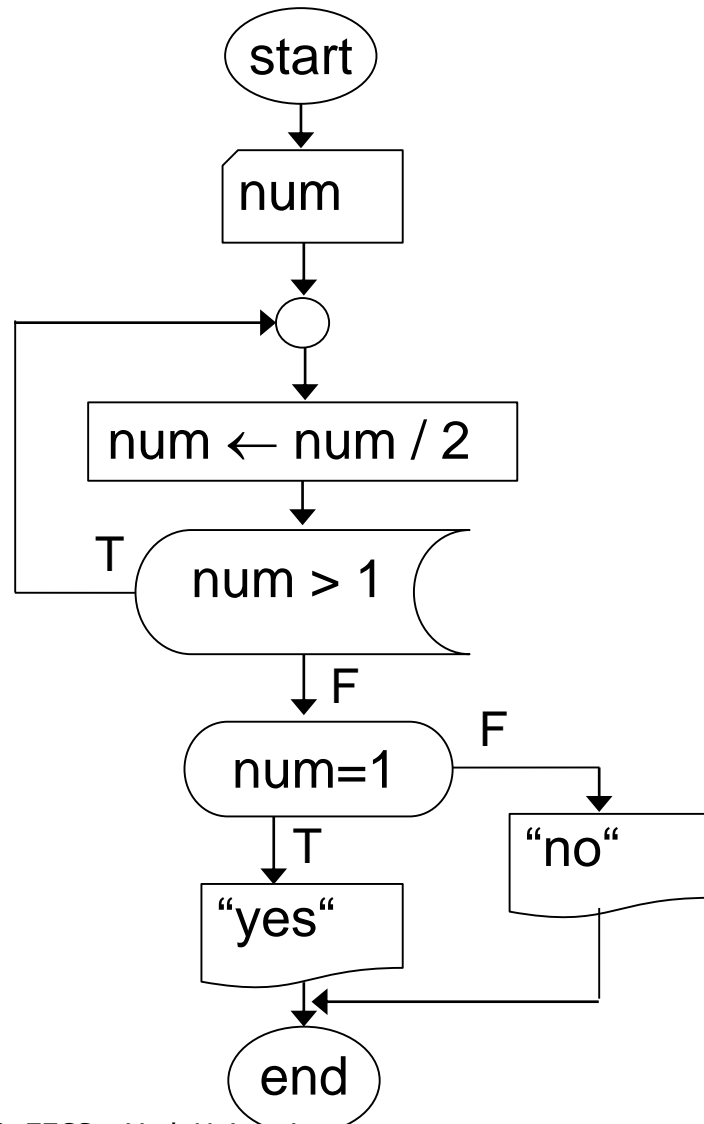 start
num
num ← num / 2
T
num > 1
F
F
num=1
T
“no“
“yes“
end